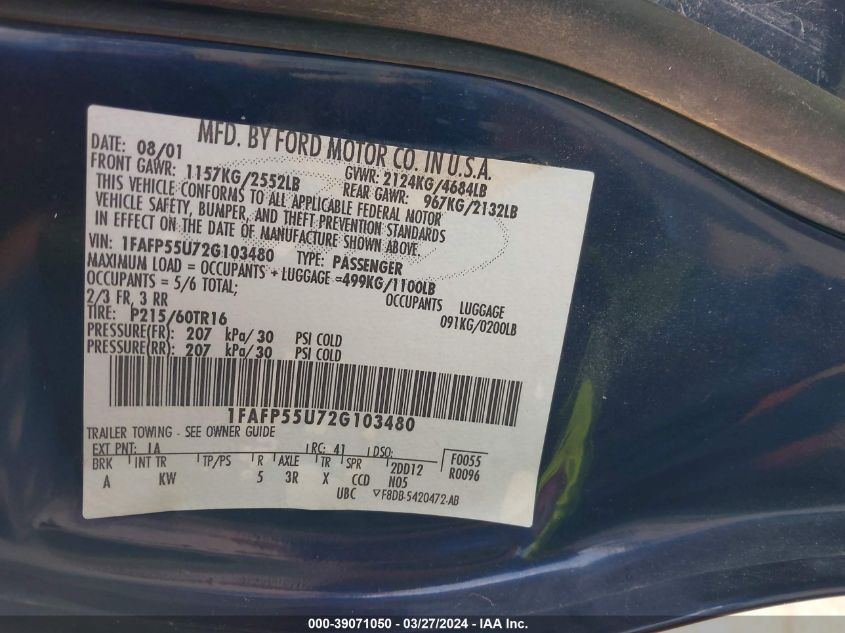 MFD. BY FORD MOTOR CO. IN U.S.A.
DATE: 08/01 GVWR: 2124KG/4684LB
FRONT GAWR: 1157KG/2552LB REAR GAWR: 967KG/2132LB
THIS VEHICLE CONFORMS TO ALL APPLICABLE FEDERAL MOTOR
VEHICLE SAFETY, BUMPER, AND THEFT PREVENTION STANDARDS
IN EFFECT ON THE DATE OF MANUFACTURE SHOWN ABOVE.
VIN: 1FAFP55U72G103480 TYPE: PASSENGER
MAXIMUM LOAD = OCCUPANTS + LUGGAGE =499KG/1100LB
OCCUPANTS = 5/6 TOTAL; OCCUPANTS LUGGAGE
2/3 FR, 3 RR 091KG/0200LB
TIRE: P215/60TR16
PRESSURE(FR): 207 kPa/30 PSI COLD
PRESSURE(RR): 207 kPa/30 PSI COLD
1FAFP55U72G103480
TRAILER TOWING - SEE OWNER GUIDE
EXT PNT: 1A RC: 41 DSO: F0055
BRK INT TR TP/PS R AXLE TR SPR 2DD12 R0096
A KW 5 3R X CCD N05
UBC F8DB-5420472-AB
000-39071050 - 03/27/2024 - IAA Inc.